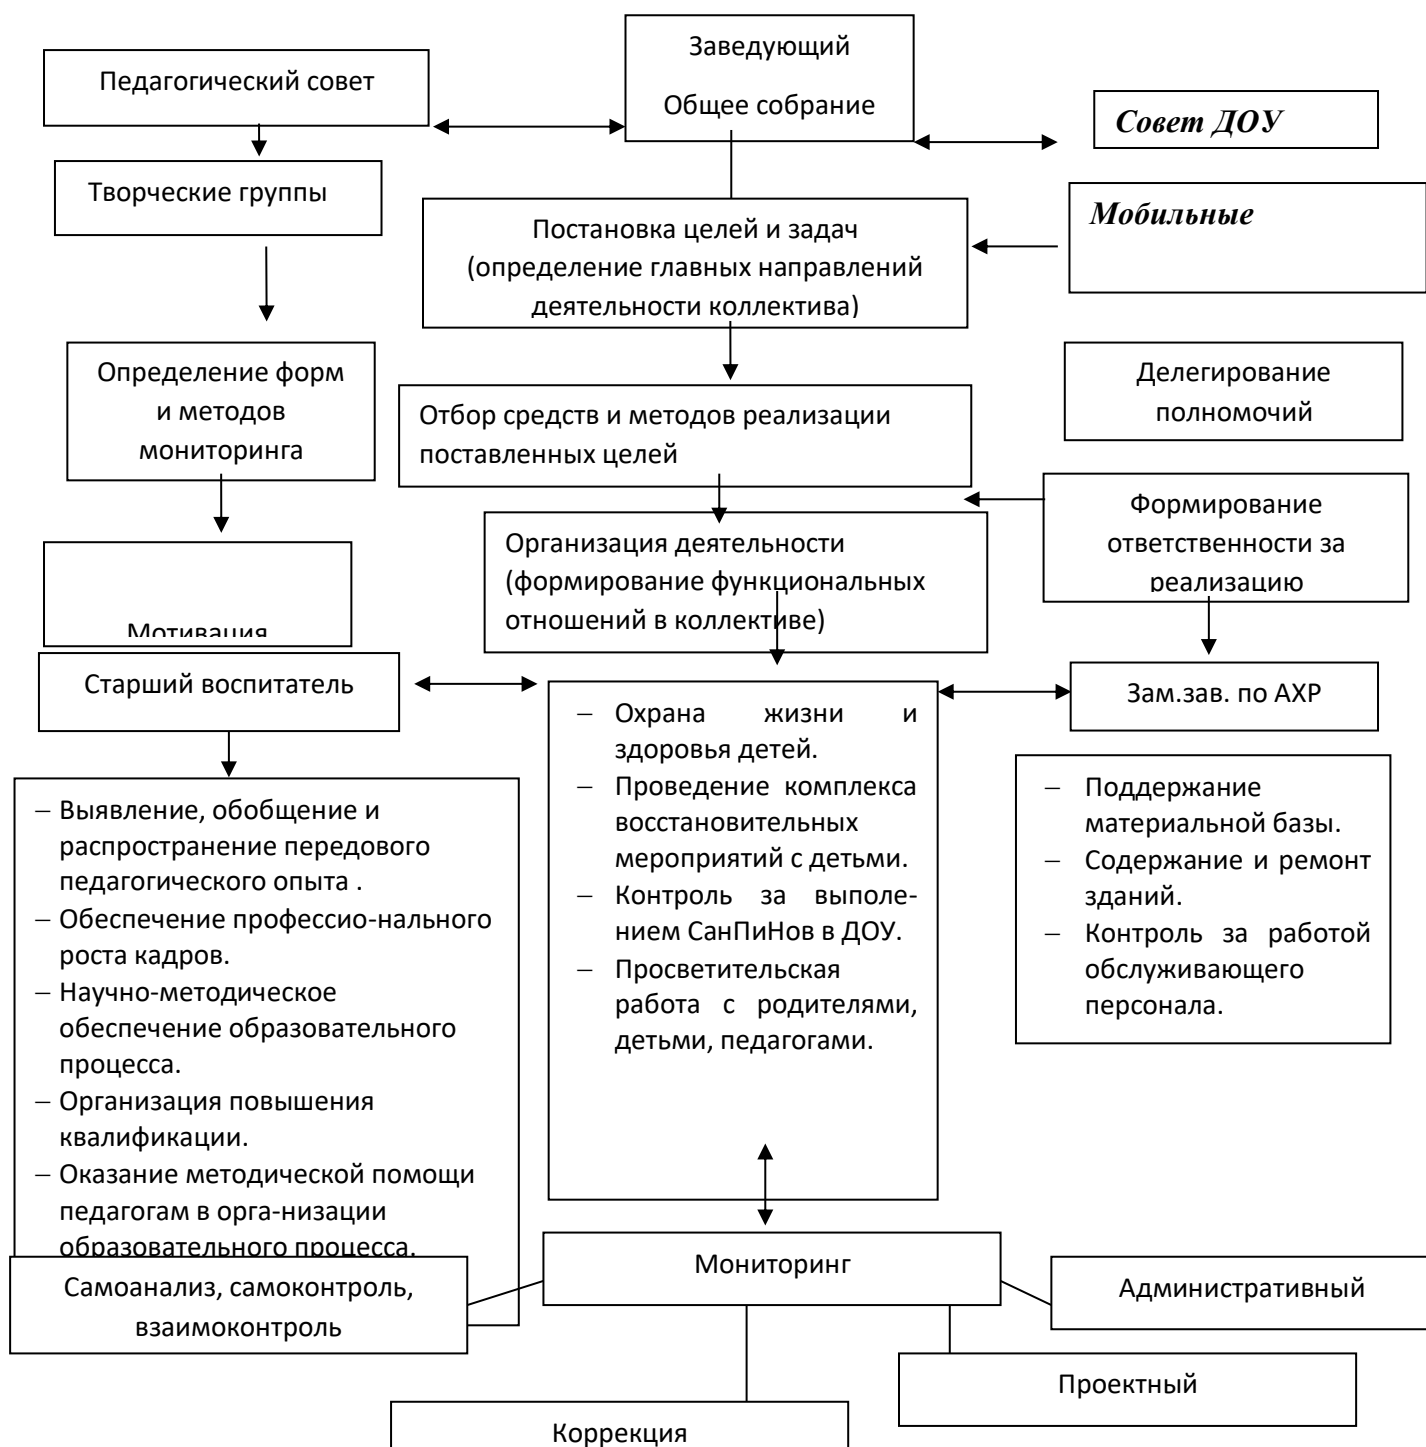 Заведующий
Общее собрание
Педагогический совет
Совет ДОУ
Творческие группы
Мобильные
Постановка целей и задач
(определение главных направлений
деятельности коллектива)
Определение форм
и методов
мониторинга
Отбор средств и методов реализации
поставленных целей
Делегирование
полномочий
Формирование
ответственности за
реализацию
Организация деятельности
(формирование функциональных
отношений в коллективе)
Мотивация
Старший воспитатель
Зам.зав. по АХР
– Выявление, обобщение и
распространение передового
педагогического опыта .
– Обеспечение профессио-нального
роста кадров.
– Научно-методическое
обеспечение образовательного
процесса.
– Организация повышения
квалификации.
– Оказание методической помощи
педагогам в орга-низации
образовательного процесса.
– Охрана жизни и
здоровья детей.
– Проведение комплекса
восстановительных
мероприятий с детьми.
– Контроль за выполе-
нием СанПиНов в ДОУ.
– Просветительская
работа с родителями,
детьми, педагогами.
– Поддержание
материальной базы.
– Содержание и ремонт
зданий.
– Контроль за работой
обслуживающего
персонала.
Мониторинг
Самоанализ, самоконтроль,
взаимоконтроль
Административный
Проектный
Коррекция